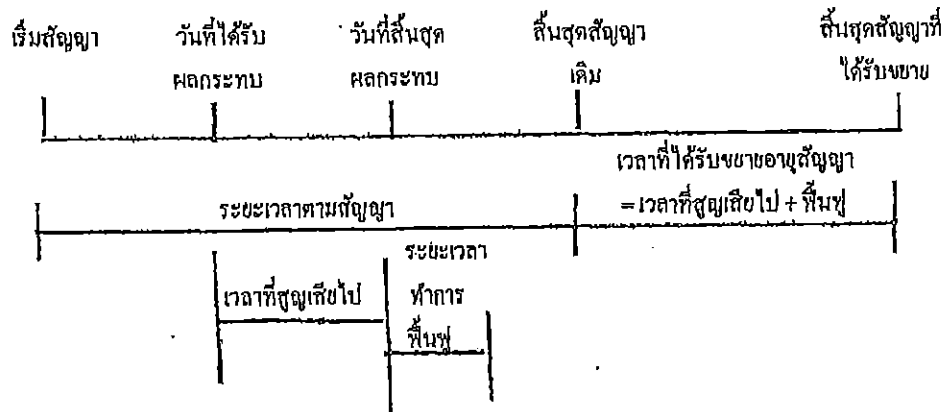 เริ่มสัญญา
วันที่ได้รับ
ผลกระทบ
วันที่สิ้นสุด
ผลกระทบ
สิ้นสุดสัญญา
เดิม
สิ้นสุดสัญญาที่
ได้รับขยาย
เวลาที่ได้รับขยายอายุสัญญา
=เวลาที่สูญเสียไป + ฟื้นฟู
ระยะเวลาตามสัญญา
เวลาที่สูญเสียไป
ระยะเวลา
ทำการ
ฟื้นฟู